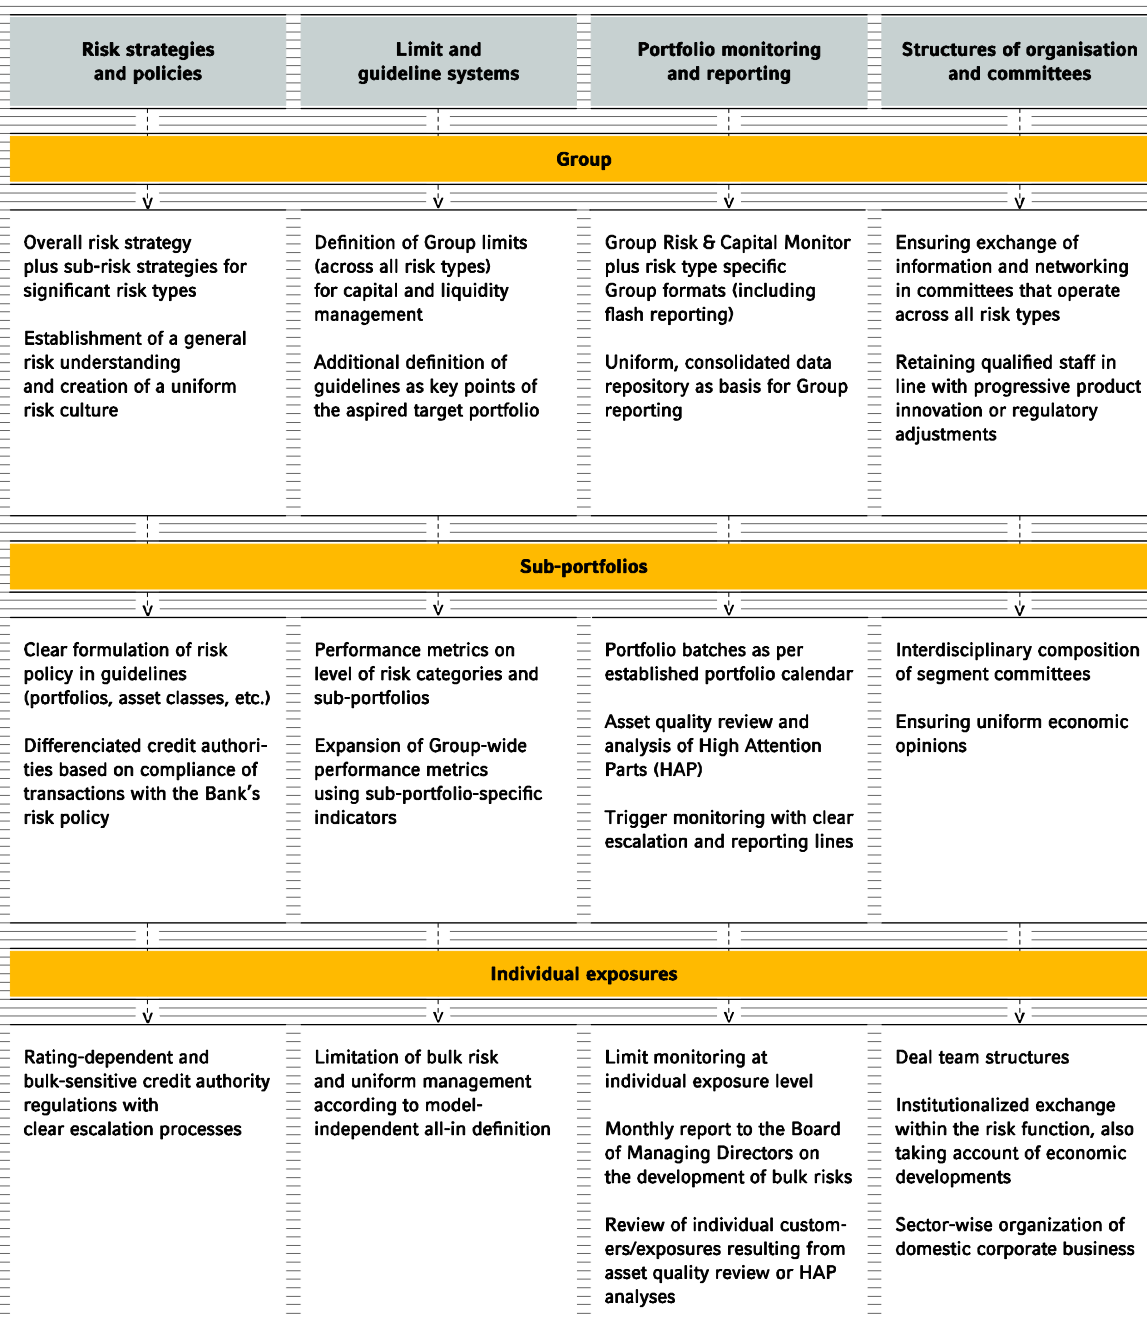 Risk strategies
and policies
Limit and
guideline systems
Portfolio monitoring
and reporting
Structures of organisation
and committees
Group
Overall risk strategy
plus sub-risk strategies for
significant risk types
Establishment of a general
risk understanding
and creation of a uniform
risk culture
Definition of Group limits
(across all risk types)
for capital and liquidity
management
Additional definition of
guidelines as key points of
the aspired target portfolio
Group Risk & Capital Monitor
plus risk type specific
Group formats (including
flash reporting)
Uniform, consolidated data
repository as basis for Group
reporting
Ensuring exchange of
information and networking
in committees that operate
across all risk types
Retaining qualified staff in
line with progressive product
innovation or regulatory
adjustments
Sub-portfolios
Clear formulation of risk
policy in guidelines
(portfolios, asset classes, etc.)
Differenciated credit authori-
ties based on compliance of
transactions with the Bank's
risk policy
Performance metrics on
level of risk categories and
sub-portfolios
Expansion of Group-wide
performance metrics
using sub-portfolio-specific
indicators
Portfolio batches as per
established portfolio calendar
Asset quality review and
analysis of High Attention
Parts (HAP)
Trigger monitoring with clear
escalation and reporting lines
Interdisciplinary composition
of segment committees
Ensuring uniform economic
opinions
Individual exposures
Rating-dependent and
bulk-sensitive credit authority
regulations with
clear escalation processes
Limitation of bulk risk
and uniform management
according to model-
independent all-in definition
Limit monitoring at
individual exposure level
Monthly report to the Board
of Managing Directors on
the development of bulk risks
Review of individual custom-
ers/exposures resulting from
asset quality review or HAP
analyses
Deal team structures
Institutionalized exchange
within the risk function, also
taking account of economic
developments
Sector-wise organization of
domestic corporate business